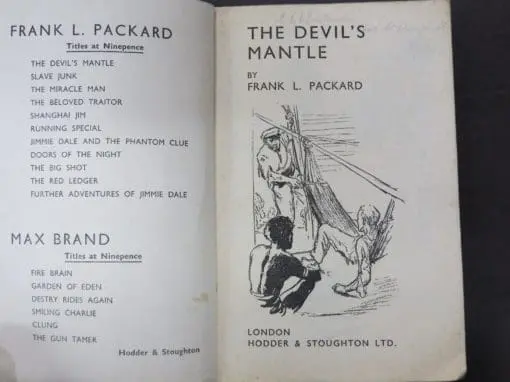 FRANK L. PACKARD
Titles at Ninepence
THE DEVIL'S MANTLE
SLAVE JUNK
THE MIRACLE MAN
THE BELOVED TRAITOR
SHANGHAI JIM
RUNNING SPECIAL
JIMMIE DALE AND THE PHANTOM CLUE
DOORS OF THE NIGHT
THE BIG SHOT
THE RED LEDGER
FURTHER ADVENTURES OF JIMMIE DALE
MAX BRAND
Titles at Ninepence
FIRE BRAIN
GARDEN OF EDEN
DESTRY RIDES AGAIN
SMILING CHARLIE
CLUNG
THE GUN TAMER
Hodder & Stoughton
THE DEVIL'S
MANTLE
BY
FRANK L. PACKARD
LONDON
HODDER & STOUGHTON LTD.